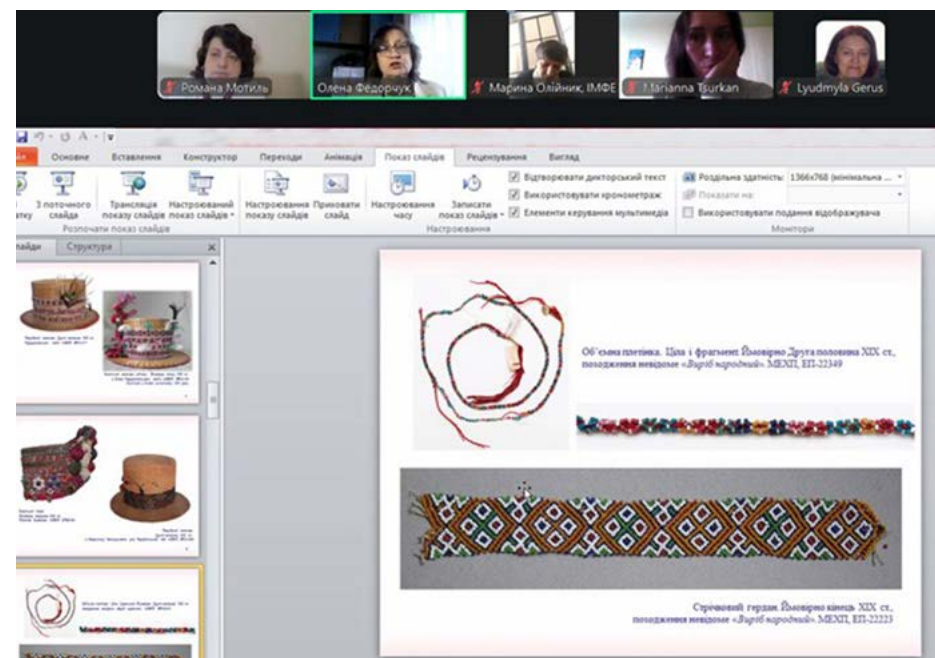 Романа Мотиль
Олена Федорчук
Марина Олійник, ІМФЕ
Marianna Tsurkan
Lyudmyla Gerus
Основне Вставлення Конструктор Переходи Анімація Показ слайдів Рецензування Вигляд
З поточного слайда
Трансляція показу слайдів
Настроюваний показ слайдів
Розпочати показ слайдів
Настроювання показу слайдів
Приховати слайд
Настроювання часу
Записати показ слайдів
Відтворювати дикторський текст
Використовувати хронометраж
Елементи керування мультимедіа
Настроювання
Роздільна здатність: 1366x768 (мінімальна ...
Показати на:
Використовувати подання відображувача
Монітори
Структура
Об'ємна плетінка. Ціла і фрагмент. Ймовірно Друга половина ХІХ ст.,
походження невідоме «Виріб народний». МЕХП, ЕП-22349
Стрічковий гердан. Ймовірно кінець ХІХ ст.,
походження невідоме «Виріб народний». МЕХП, ЕП-22223